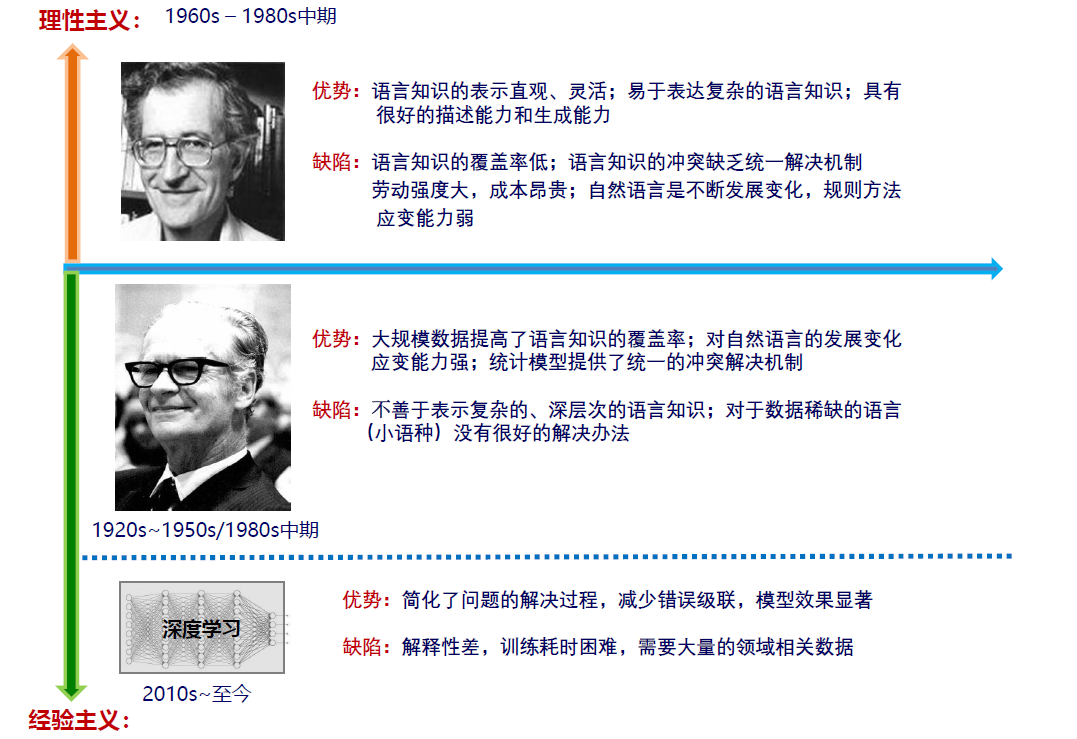 理性主义： 1960s – 1980s中期
优势：语言知识的表示直观、灵活；易于表达复杂的语言知识；具有
很好的描述能力和生成能力
缺陷：语言知识的覆盖率低；语言知识的冲突缺乏统一解决机制
劳动强度大，成本昂贵；自然语言是不断发展变化，规则方法
应变能力弱
优势：大规模数据提高了语言知识的覆盖率；对自然语言的发展变化
应变能力强；统计模型提供了统一的冲突解决机制
缺陷：不善于表示复杂的、深层次的语言知识；对于数据稀缺的语言
(小语种）没有很好的解决办法
1920s~1950s/1980s中期
优势：简化了问题的解决过程，减少错误级联，模型效果显著
深度学习
缺陷：解释性差，训练耗时困难，需要大量的领域相关数据
2010s~至今
经验主义：